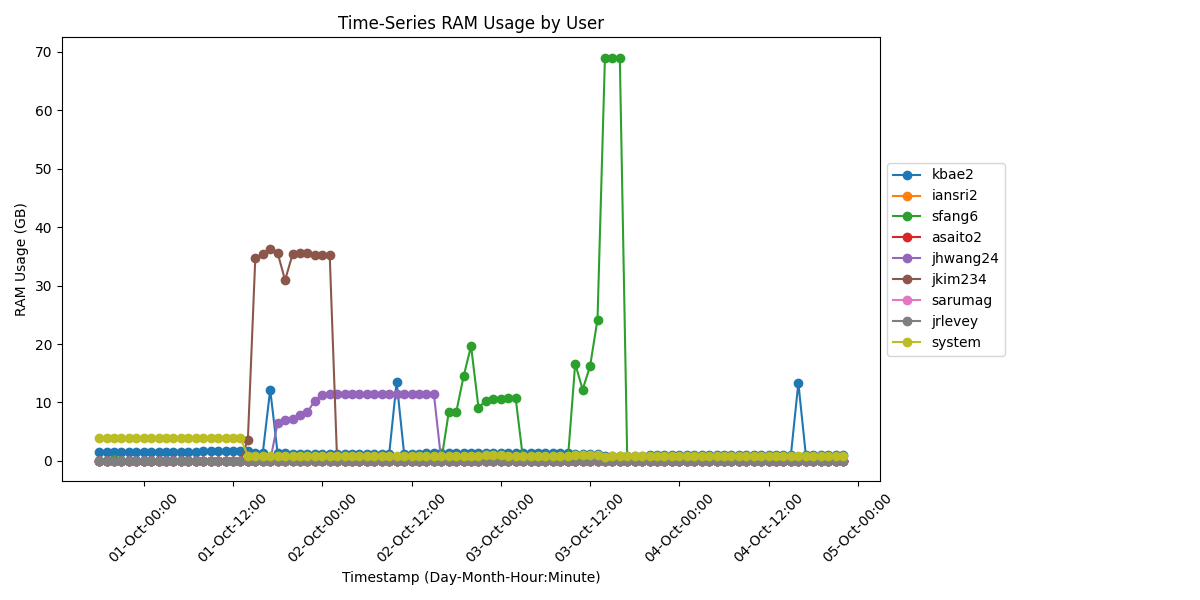 Time-Series RAM Usage by User
70
60
50
40
30
20
10
0
RAM Usage (GB)
01-Oct-00:00
01-Oct-12:00
02-Oct-00:00
02-Oct-12:00
03-Oct-00:00
03-Oct-12:00
04-Oct-00:00
04-Oct-12:00
05-Oct-00:00
Timestamp (Day-Month-Hour:Minute)
kbae2
iansri2
sfang6
asaito2
jhwang24
jkim234
sarumag
jrlevey
system